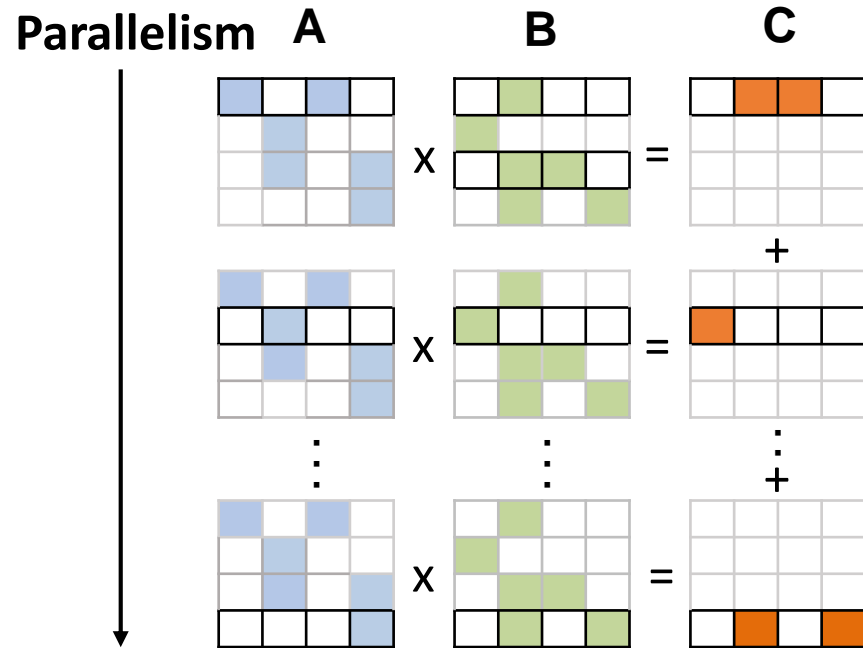 Parallelism A B C
x =
+
x =
⋮ ⋮ ⋮
+
x =